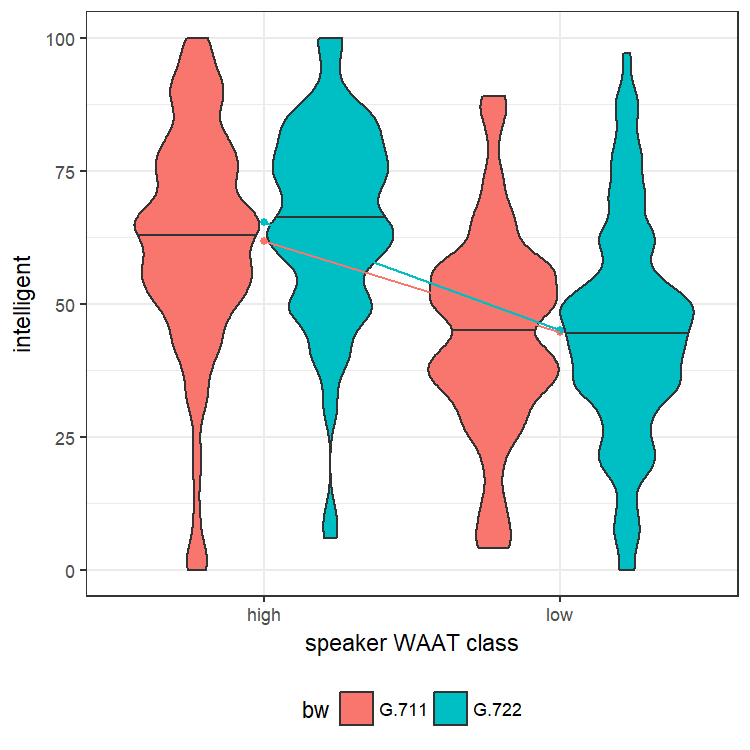 100
75
50
25
0
intelligent
high low
speaker WAAT class
bw G.711 G.722